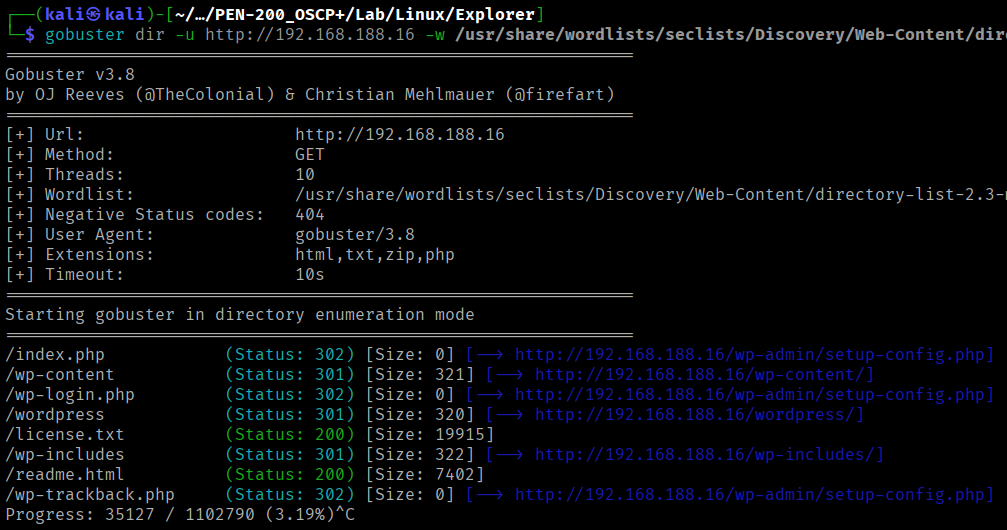 ┌──(kali㉿kali)-[~/…/PEN-200_OSCP+/Lab/Linux/Explorer]
└─$ gobuster dir -u http://192.168.188.16 -w /usr/share/wordlists/seclists/Discovery/Web-Content/dire
===============================================================
Gobuster v3.8
by OJ Reeves (@TheColonial) & Christian Mehlmauer (@firefart)
===============================================================
[+] Url:                     http://192.168.188.16
[+] Method:                  GET
[+] Threads:                 10
[+] Wordlist:                /usr/share/wordlists/seclists/Discovery/Web-Content/directory-list-2.3-m
[+] Negative Status codes:   404
[+] User Agent:              gobuster/3.8
[+] Extensions:              html,txt,zip,php
[+] Timeout:                 10s
===============================================================
Starting gobuster in directory enumeration mode
===============================================================
/index.php            (Status: 302) [Size: 0] [--> http://192.168.188.16/wp-admin/setup-config.php]
/wp-content           (Status: 301) [Size: 321] [--> http://192.168.188.16/wp-content/]
/wp-login.php         (Status: 302) [Size: 0] [--> http://192.168.188.16/wp-admin/setup-config.php]
/wordpress            (Status: 301) [Size: 320] [--> http://192.168.188.16/wordpress/]
/license.txt          (Status: 200) [Size: 19915]
/wp-includes          (Status: 301) [Size: 322] [--> http://192.168.188.16/wp-includes/]
/readme.html          (Status: 200) [Size: 7402]
/wp-trackback.php     (Status: 302) [Size: 0] [--> http://192.168.188.16/wp-admin/setup-config.php]
Progress: 35127 / 1102790 (3.19%)^C